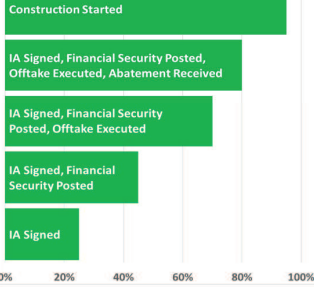 Construction Started
IA Signed, Financial Security Posted,
Offtake Executed, Abatement Received
IA Signed, Financial Security
Posted, Offtake Executed
IA Signed, Financial
Security Posted
IA Signed
0% 20% 40% 60% 80% 100%